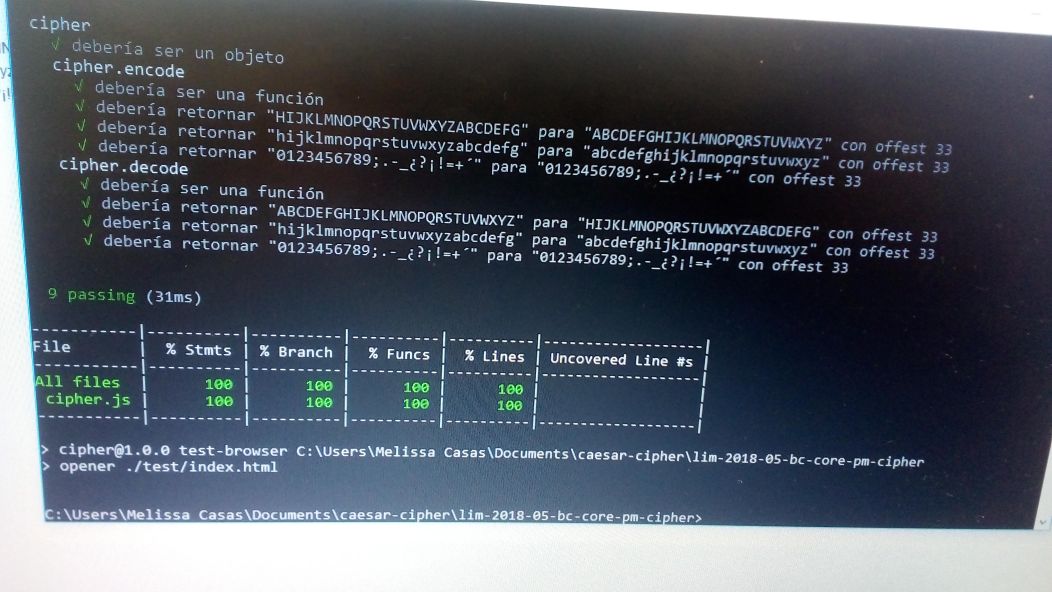 cipher
√ debería ser un objeto
cipher.encode
√ debería ser una función
√ debería retornar "HIJKLMNOPQRSTUVWXYZABCDEFG" para "ABCDEFGHIJKLMNOPQRSTUVWXYZ" con offest 33
√ debería retornar "hijklmnopqrstuvwxyzabcdefg" para "abcdefghijklmnopqrstuvwxyz" con offest 33
√ debería retornar "0123456789;.-_¿?¡!=+´" para "0123456789;.-_¿?¡!=+´" con offest 33
cipher.decode
√ debería ser una función
√ debería retornar "ABCDEFGHIJKLMNOPQRSTUVWXYZ" para "HIJKLMNOPQRSTUVWXYZABCDEFG" con offest 33
√ debería retornar "hijklmnopqrstuvwxyzabcdefg" para "abcdefghijklmnopqrstuvwxyz" con offest 33
√ debería retornar "0123456789;.-_¿?¡!=+´" para "0123456789;.-_¿?¡!=+´" con offest 33
9 passing (31ms)
File | % Stmts | % Branch | % Funcs | % Lines | Uncovered Line #s |
All files | 100 | 100 | 100 | 100 | |
cipher.js | 100 | 100 | 100 | 100 | |
> cipher@1.0.0 test-browser C:\Users\Melissa Casas\Documents\caesar-cipher\lim-2018-05-bc-core-pm-cipher
> opener ./test/index.html
C:\Users\Melissa Casas\Documents\caesar-cipher\lim-2018-05-bc-core-pm-cipher>